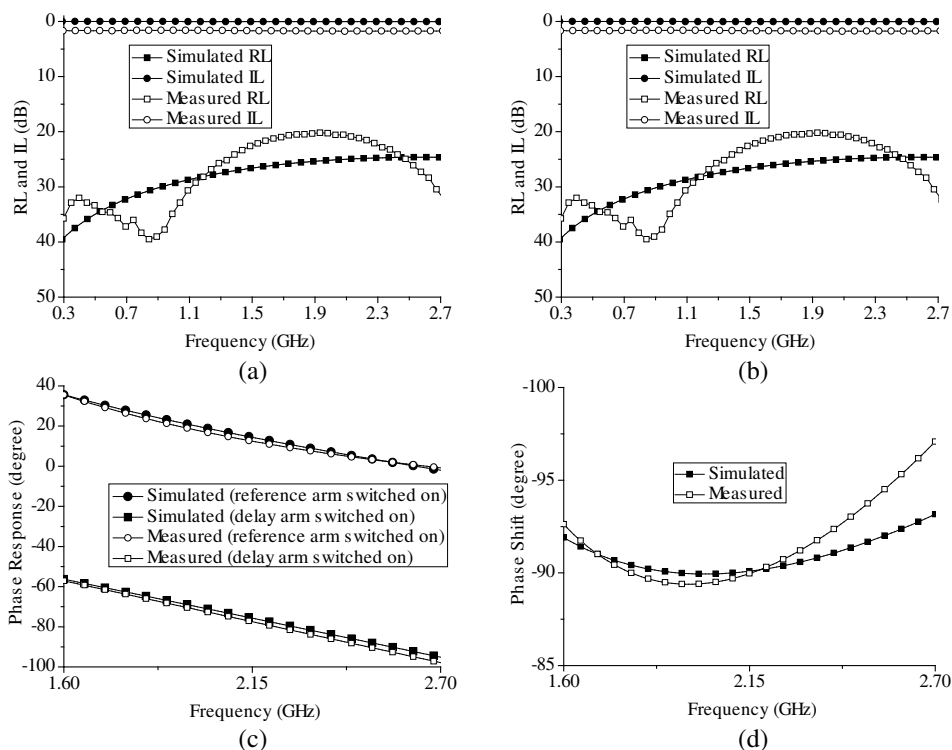 (a)
(b)
0
10
20
30
40
50
RL and IL (dB)
Simulated RL
Simulated IL
Measured RL
Measured IL
0.3 0.7 1.1 1.5 1.9 2.3 2.7
Frequency (GHz)
(a)
0
10
20
30
40
50
RL and IL (dB)
Simulated RL
Simulated IL
Measured RL
Measured IL
0.3 0.7 1.1 1.5 1.9 2.3 2.7
Frequency (GHz)
(b)
40
20
0
-20
-40
-60
-80
-100
Phase Response (degree)
Simulated (reference arm switched on)
Simulated (delay arm switched on)
Measured (reference arm switched on)
Measured (delay arm switched on)
1.60 2.15 2.70
Frequency (GHz)
(c)
-100
-95
-90
-85
Phase Shift (degree)
Simulated
Measured
1.60 2.15 2.70
Frequency (GHz)
(d)